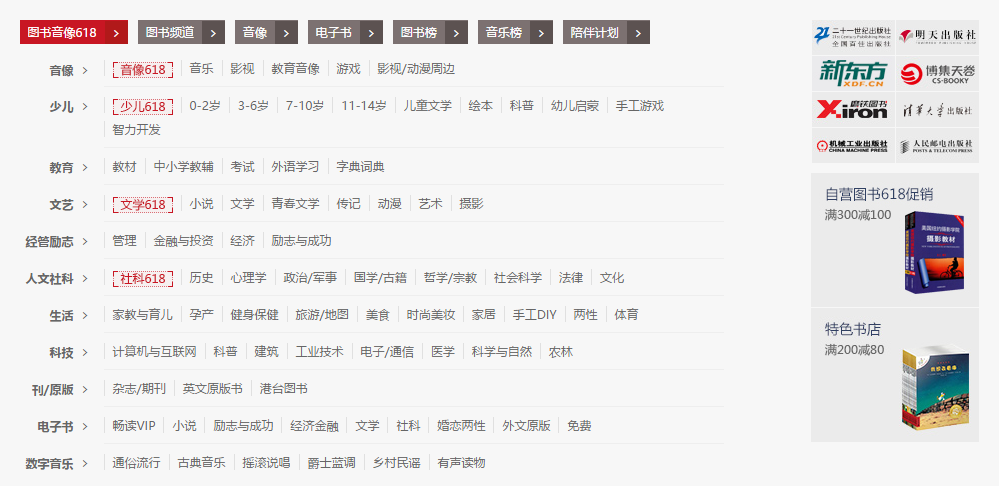 图书音像618 > 图书频道 > 音像 > 电子书 > 图书榜 > 音乐榜 > 陪伴计划 >
音像 > 音像618 音乐 影视 教育音像 游戏 影视/动漫周边
少儿 > 少儿618 0-2岁 3-6岁 7-10岁 11-14岁 儿童文学 绘本 科普 幼儿启蒙 手工游戏
智力开发
教育 > 教材 中小学教辅 考试 外语学习 字典词典
文艺 > 文学618 小说 文学 青春文学 传记 动漫 艺术 摄影
经管励志 > 管理 金融与投资 经济 励志与成功
人文社科 > 社科618 历史 心理学 政治/军事 国学/古籍 哲学/宗教 社会科学 法律 文化
生活 > 家教与育儿 孕产 健身保健 旅游/地图 美食 时尚美妆 家居 手工DIY 两性 体育
科技 > 计算机与互联网 科普 建筑 工业技术 电子/通信 医学 科学与自然 农林
刊/原版 > 杂志/期刊 英文原版书 港台图书
电子书 > 畅读VIP 小说 励志与成功 经济金融 文学 社科 婚恋两性 外文原版 免费
数字音乐 > 通俗流行 古典音乐 摇滚说唱 爵士蓝调 乡村民谣 有声读物
二十一世纪出版社
21st Century Publishing House
全国百佳出版社
明天出版社
新东方
XDF.CN
博集天卷
CS-BOOKY
磨铁图书
X-iron
清华大学出版社
机械工业出版社
CHINA MACHINE PRESS
人民邮电出版社
POSTS & TELECOM PRESS
自营图书618促销
满300减100
美国纽约摄影学院
摄影教材
特色书店
满200减80